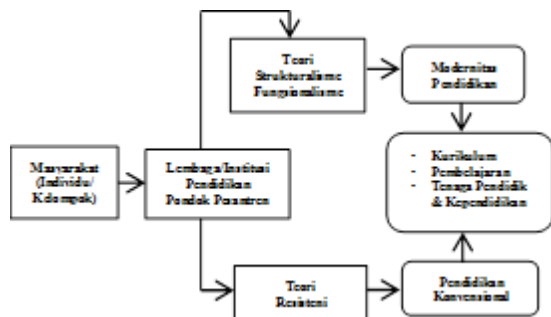 Teori
Strukturalisme
Fungsionalisme
Modernitas
Pendidikan
Masyarakat
(Individu/
Kelompok)
Lembaga/Institusi
Pendidikan
Pondok Pesantren
- Kurikulum
- Pembelajaran
- Tenaga Pendidik
& Kependidikan
Teori
Resistensi
Pendidikan
Konvensional